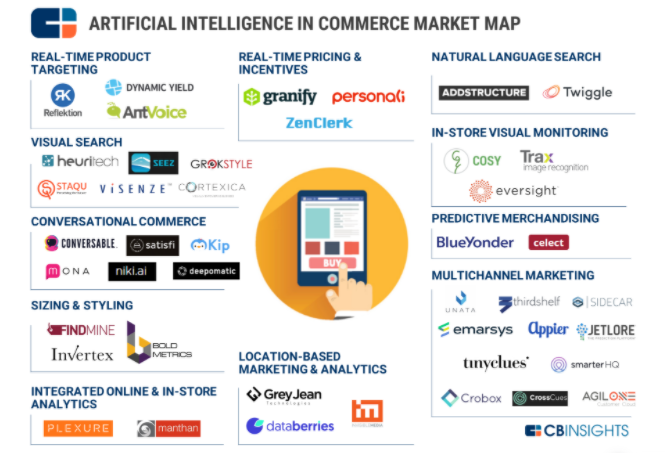 CB
ARTIFICIAL INTELLIGENCE IN COMMERCE MARKET MAP
REAL-TIME PRODUCT
TARGETING
RK
Reflektion
DYNAMIC YIELD
AntVoice
VISUAL SEARCH
heuritech
SEEZ
GROKSTYLE
STAQU
ViSENZE
CORTEXICA
CONVERSATIONAL COMMERCE
CONVERSABLE
satisfi
Kip
m
ONA
niki.ai
deepomatic
SIZING & STYLING
FINDMINE
Invertex
BOLD
METRICS
INTEGRATED ONLINE & IN-STORE
ANALYTICS
PLEXURE
manthan
REAL-TIME PRICING &
INCENTIVES
granify
personali
ZenClerk
BUY
LOCATION-BASED
MARKETING & ANALYTICS
GreyJean
Technologies
databerries
NATURAL LANGUAGE SEARCH
ADDSTRUCTURE
Twiggle
IN-STORE VISUAL MONITORING
COSY
Trax
image recognition
eversight
PREDICTIVE MERCHANDISING
BlueYonder
celect
MULTICHANNEL MARKETING
UNATA
thirdshelf
SIDECAR
emarsys
Appier
JETLORE
tinyclues
smarterHQ
Crobox
CrossCues
AGILONE
CBINSIGHTS